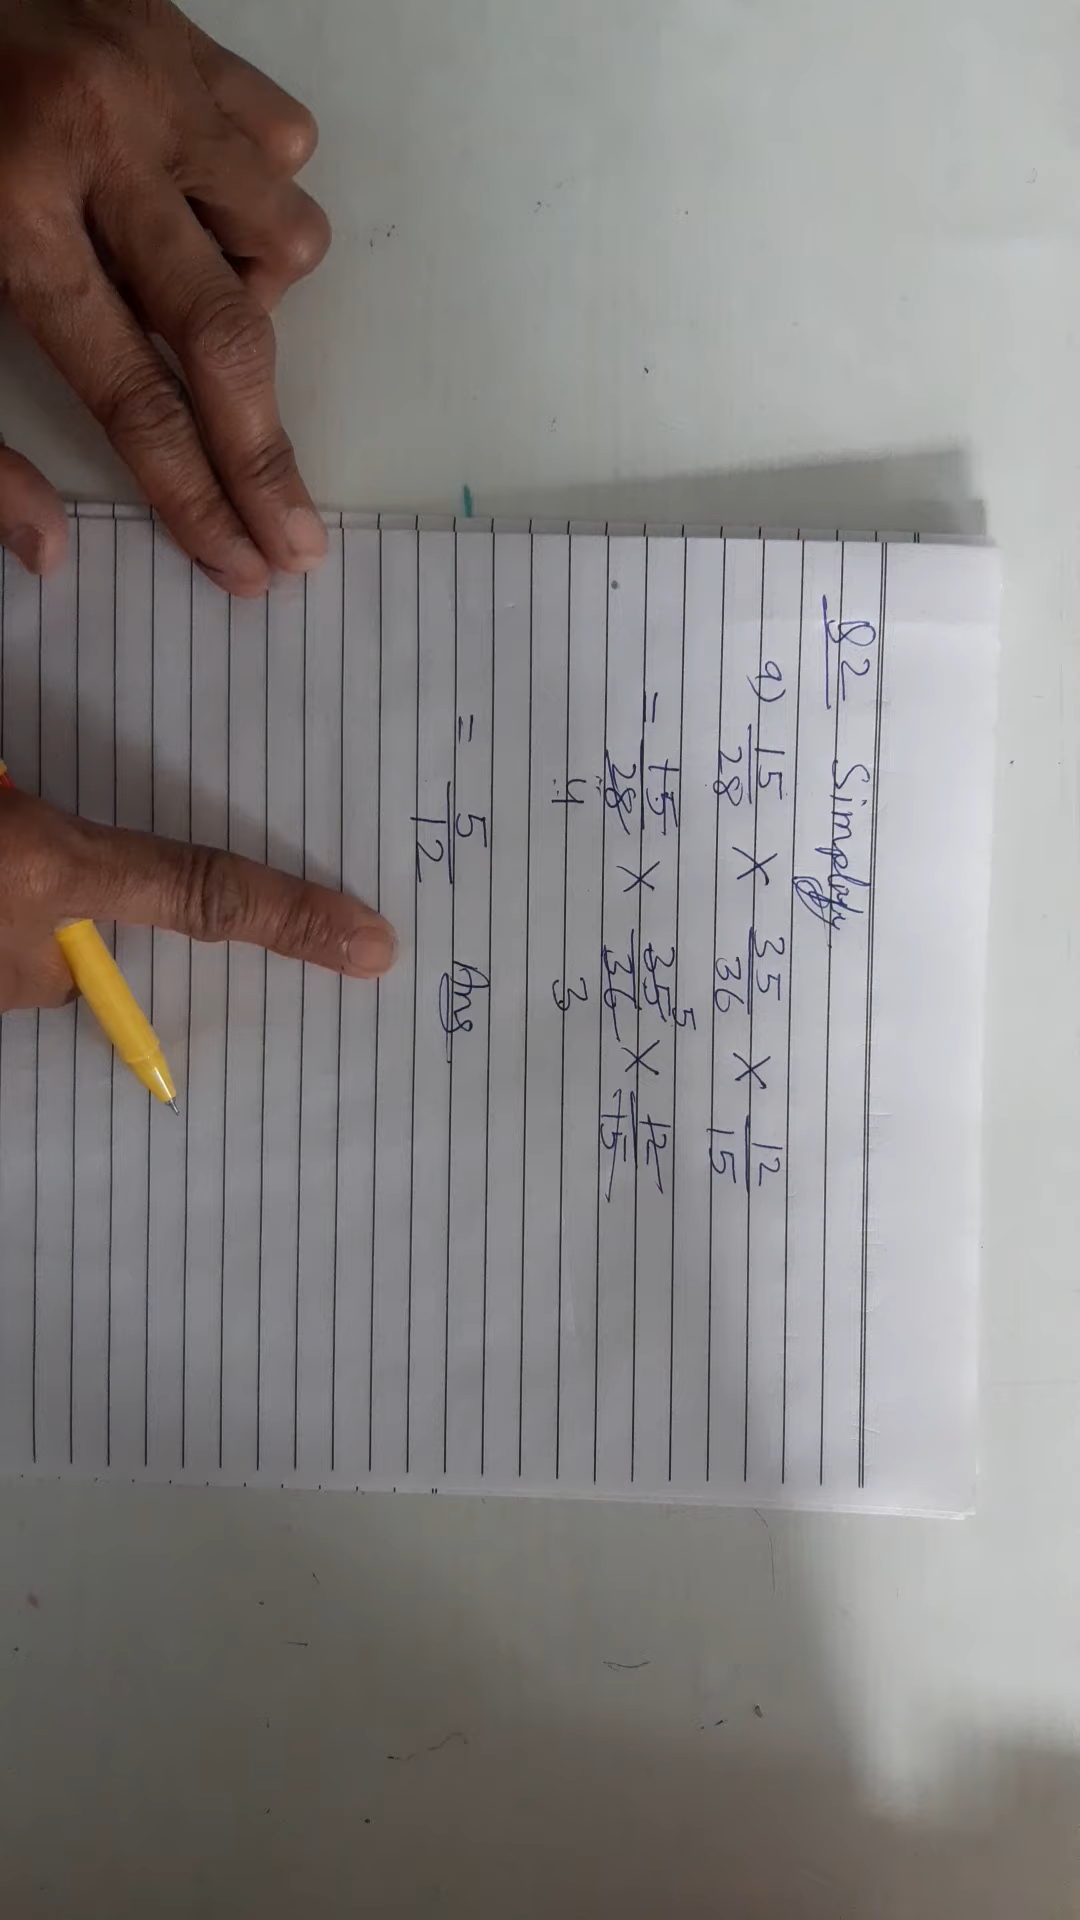 Q2 Simplify.
a) 15/28 × 35/36 × 12/15
= 15/28 × 35/36 × 12/15
5
4 3
= 5/12 Ans